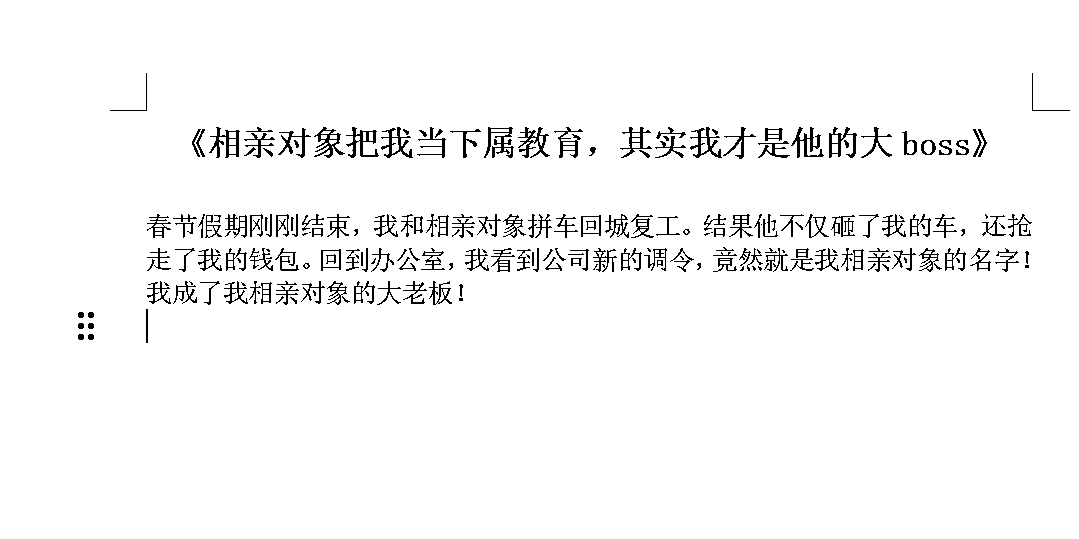 《相亲对象把我当下属教育，其实我才是他的大 boss》
春节假期刚刚结束，我和相亲对象拼车回城复工。结果他不仅砸了我的车，还抢
走了我的钱包。回到办公室，我看到公司新的调令，竟然就是我相亲对象的名字！
我成了我相亲对象的大老板！